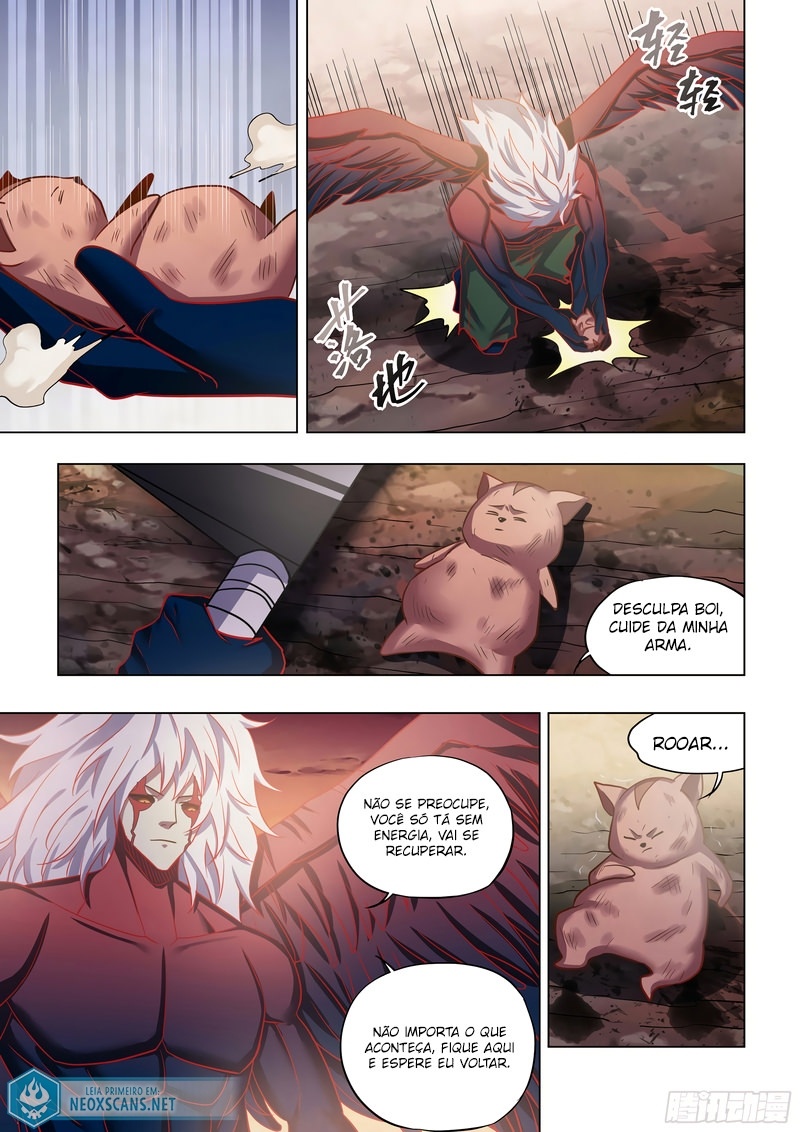 轻
轻
落
地
DESCULPA BOI,
CUIDE DA MINHA
ARMA.
ROOAR...
NÃO SE PREOCUPE,
VOCÊ SÓ TÁ SEM
ENERGIA, VAI SE
RECUPERAR.
NÃO IMPORTA O QUE
ACONTEÇA, FIQUE AQUI
E ESPERE EU VOLTAR.
LEIA PRIMEIRO EM:
NEOXSCANS.NET
腾讯动漫